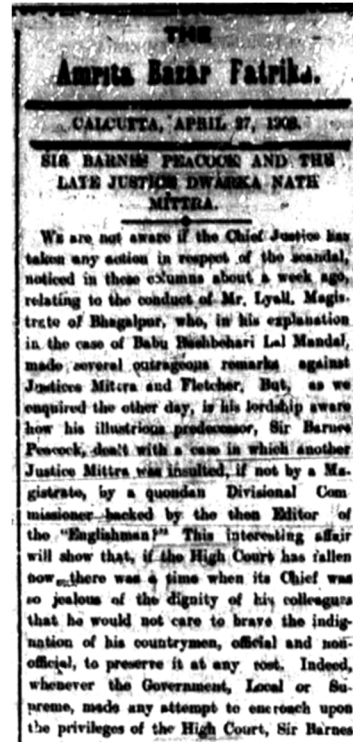 THE
Amrita Bazar Patrika.
CALCUTTA, APRIL 27, 1908.
SIR BARNES PEACOCK AND THE
LATE JUSTICE DWARKA NATH
MITTRA.
We are not aware if the Chief Justice has
taken any action in respect of the scandal,
noticed in these columns about a week ago,
relating to the conduct of Mr. Lyall, Magis-
trate of Bhagalpur, who, in his explanation
in the case of Babu Rashbehari Lal Mandal,
made several outrageous remarks against
Justices Mittra and Fletcher, But, as we
enquired the other day, is his lordship aware
how his illustrious predecessor, Sir Barnes
Peacock, dealt with a case in which another
Justice Mittra was insulted, if not by a Ma-
gistrate, by a quondan Divisional Com
missioner backed by the then Editor of
the "Englishman?" This interesting affair
will show that, if the High Court has fallen
now, there was a time when its Chief was
so jealous of the dignity of his colleagues
that he would not care to brave the indig-
nation of his countrymen, official and non-
official, to preserve it at any cost. Indeed,
whenever the Government, Local or Su-
preme, made any attempt to encroach upon
the privileges of the High Court, Sir Barnes